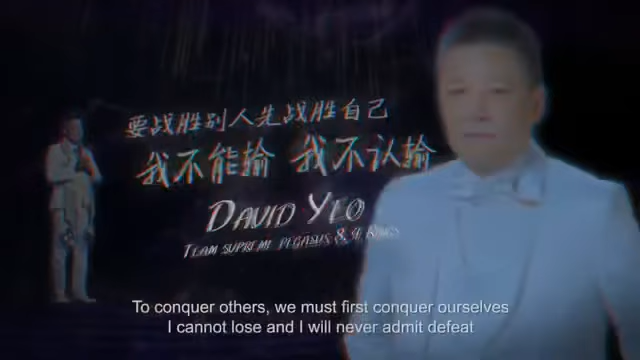 要战胜别人先战胜自己
我不能输 我不认输
DAVID YEO
TEAM SUPREME PEGASUS &
To conquer others, we must first conquer ourselves
I cannot lose and I will never admit defeat